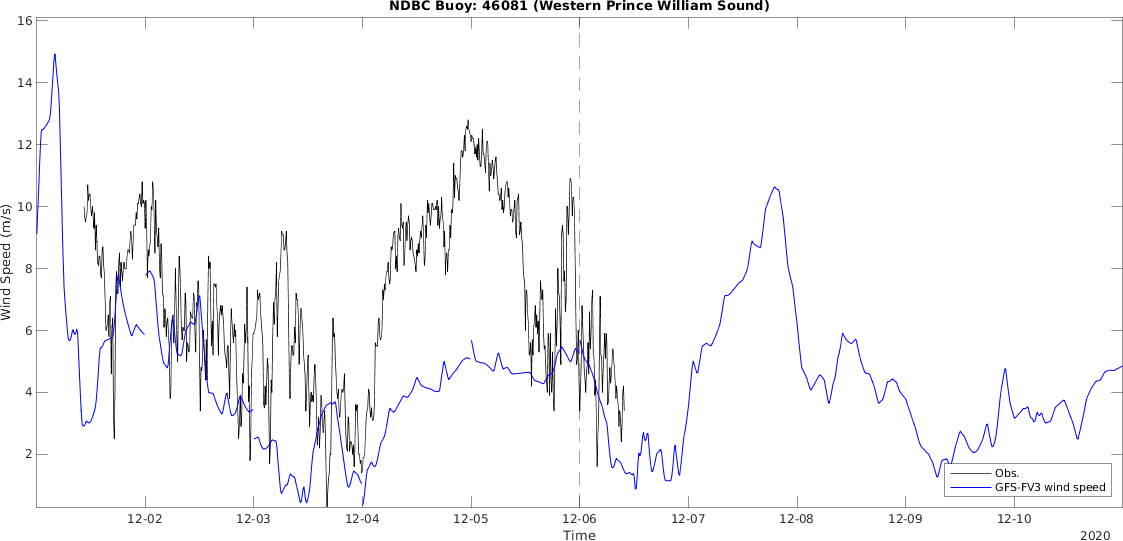 NDBC Buoy: 46081 (Western Prince William Sound)
16
14
12
10
8
6
4
2
Wind Speed (m/s)
12-02 12-03 12-04 12-05 12-06 12-07 12-08 12-09 12-10
Time
2020
Obs.
GFS-FV3 wind speed